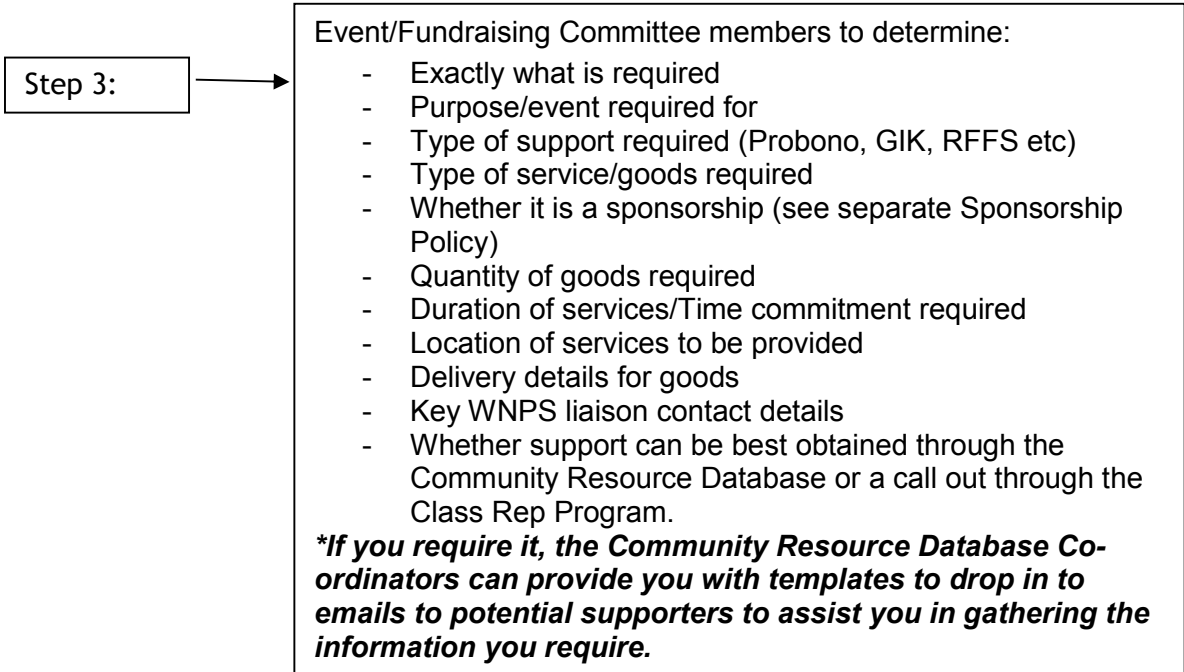 Step 3:
Event/Fundraising Committee members to determine:
- Exactly what is required
- Purpose/event required for
- Type of support required (Probono, GIK, RFFS etc)
- Type of service/goods required
- Whether it is a sponsorship (see separate Sponsorship
Policy)
- Quantity of goods required
- Duration of services/Time commitment required
- Location of services to be provided
- Delivery details for goods
- Key WNPS liaison contact details
- Whether support can be best obtained through the
Community Resource Database or a call out through the
Class Rep Program.
*If you require it, the Community Resource Database Co-
ordinators can provide you with templates to drop in to
emails to potential supporters to assist you in gathering the
information you require.